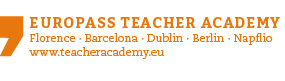 EUROPASS TEACHER ACADEMY
Florence · Barcelona · Dublin · Berlin · Napflio
www.teacheracademy.eu